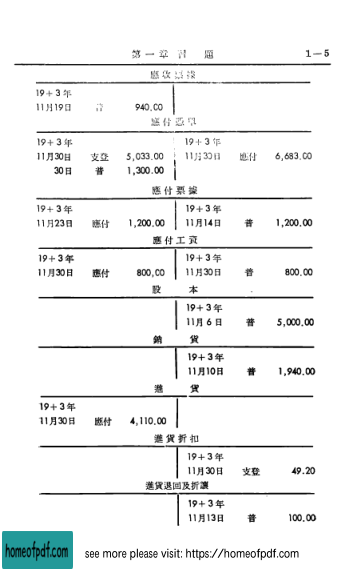 第一章習題 1—5
應收票據
19+3年
11月19日 普 940.00
應付憑單
19+3年 19+3年
11月30日 支登 5,033.00 11月30日 應付 6,683.00
30日 普 1,300.00
應付票據
19+3年 19+3年
11月23日 應付 1,200.00 11月14日 普 1,200.00
應付工資
19+3年 19+3年
11月30日 應付 800.00 11月30日 普 800.00
股本
19+3年
11月6日 普 5,000.00
銷貨
19+3年
11月10日 普 1,940.00
進貨
19+3年
11月30日 應付 4,110.00
進貨折扣
19+3年
11月30日 支登 49.20
進貨退回及折讓
19+3年
11月13日 普 100.00
homeofpdf.com see more please visit: https://homeofpdf.com